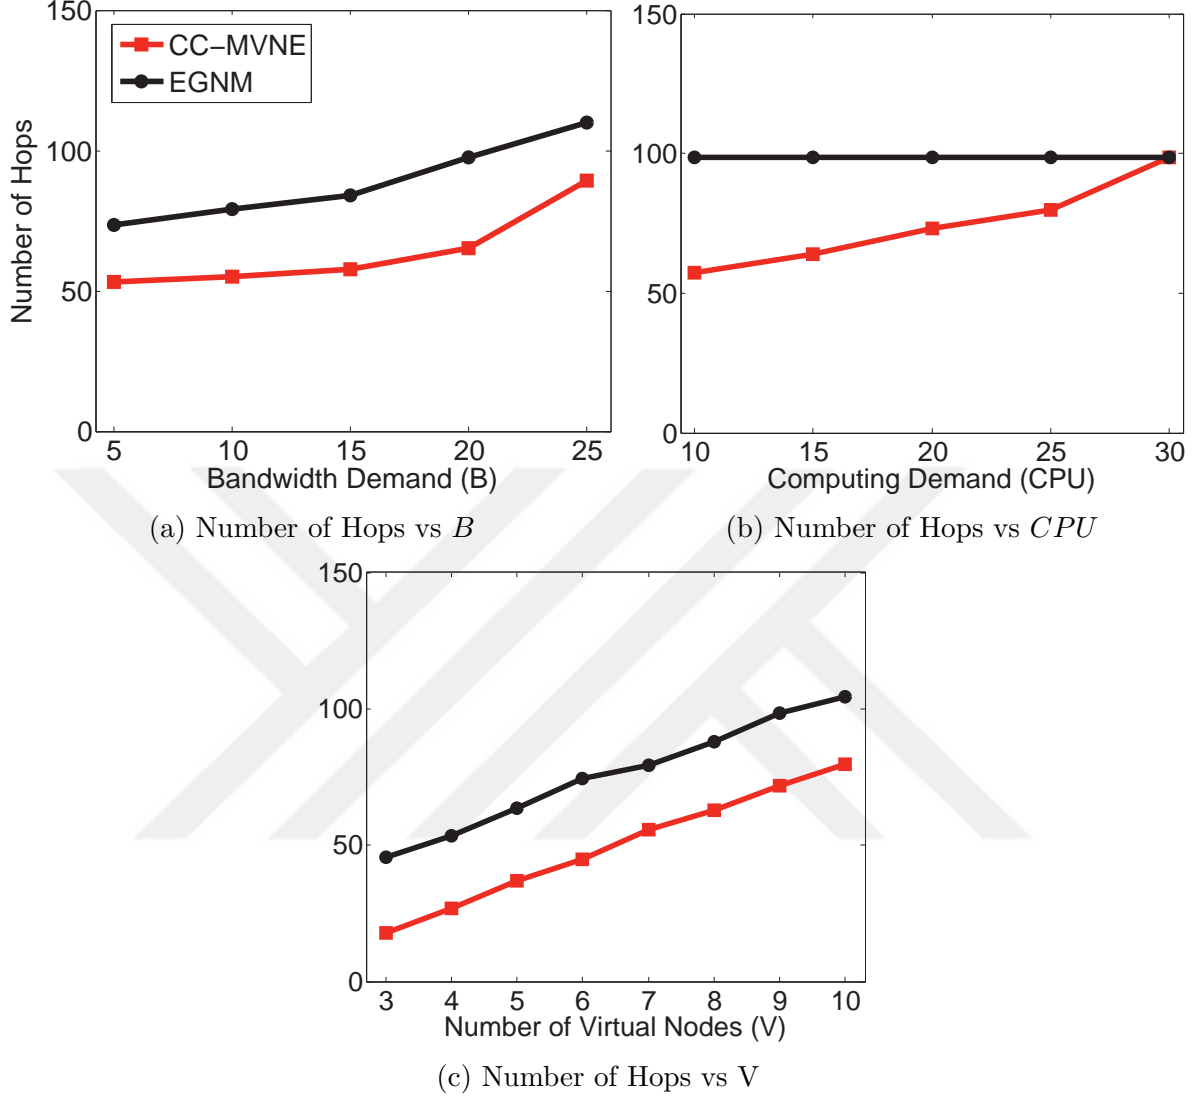 150
100
50
0
Number of Hops
CC−MVNE
EGNM
5 10 15 20 25
Bandwidth Demand (B)
(a) Number of Hops vs B
150
100
50
0
10 15 20 25 30
Computing Demand (CPU)
(b) Number of Hops vs CPU
150
100
50
0
3 4 5 6 7 8 9 10
Number of Virtual Nodes (V)
(c) Number of Hops vs V